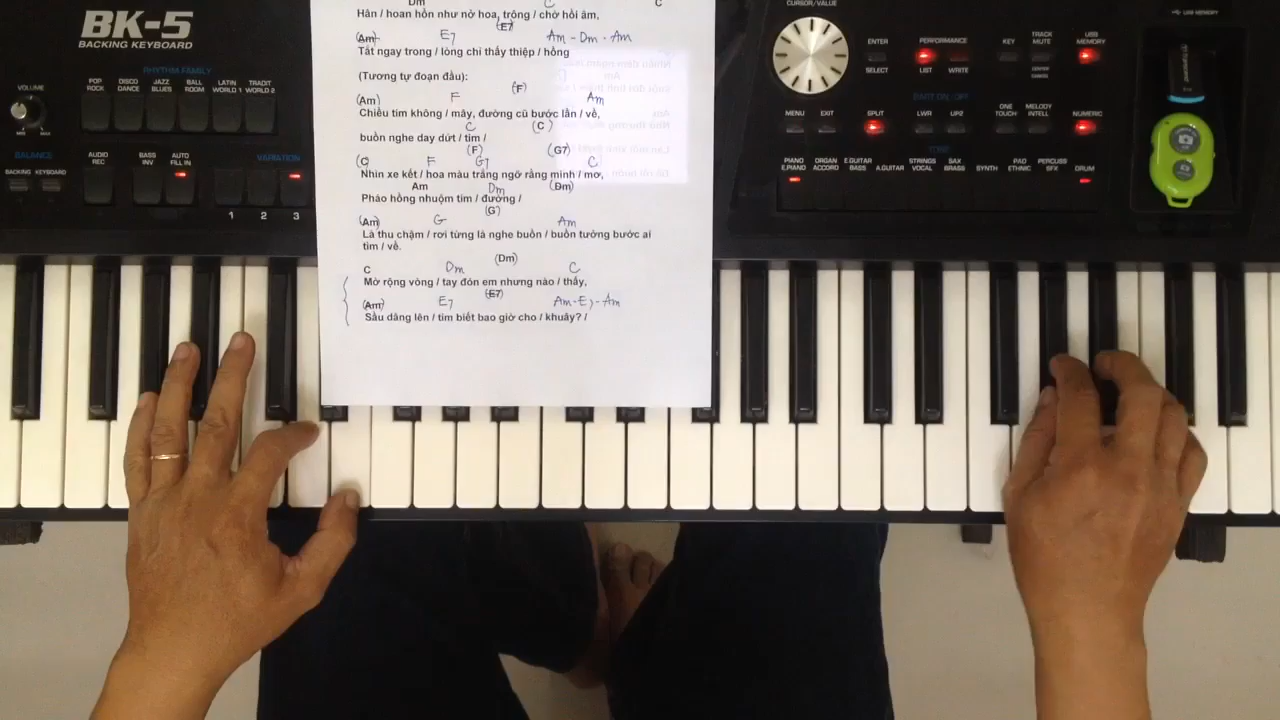 BK-5
BACKING KEYBOARD
RHYTHM FAMILY
VOLUME
MIN MAX
POP ROCK
DISCO DANCE
JAZZ BLUES
BALL ROOM
LATIN WORLD 1
TRADIT WORLD 2
BALANCE
BACKING KEYBOARD
AUDIO REC
BASS INV
AUTO FILL IN
VARIATION
1 2 3
Dm C C
Hân / hoan hồn như nở hoa, trông / chờ hồi âm,
(E7)
(Am) E7 Am - Dm - Am
Tắt ngay trong / lòng chỉ thấy thiệp / hồng
(Tương tự đoạn đầu):
(Am) F (F) Am
Chiều tím không / mây, đường cũ bước lần / về,
C (C)
buồn nghe day dứt / tim /
(F) (G7)
(C) F G7 C
Nhìn xe kết / hoa màu trắng ngỡ rằng mình / mơ,
Am Dm (Dm)
Pháo hồng nhuộm tím / đường /
(G)
(Am) G Am
Lá thu chậm / rơi từng lá nghe buồn / buồn tưởng bước ai
tìm / về.
(Dm)
C Dm C
Mở rộng vòng / tay đón em nhưng nào / thấy,
(E7)
(Am) E7 Am - E7 - Am
Sầu dâng lên / tim biết bao giờ cho / khuây? /
CURSOR/VALUE
ENTER
SELECT
PERFORMANCE
LIST WRITE
KEY
TRACK MUTE
USB MEMORY
USB MEMORY
MENU EXIT SPLIT LWR UP2
ONE TOUCH
MELODY INTELL
NUMERIC
TONE
PIANO E.PIANO
ORGAN ACCORD
E.GUITAR BASS
A.GUITAR
STRINGS VOCAL
SAX BRASS
SYNTH
PAD ETHNIC
PERCUSS SFX
DRUM